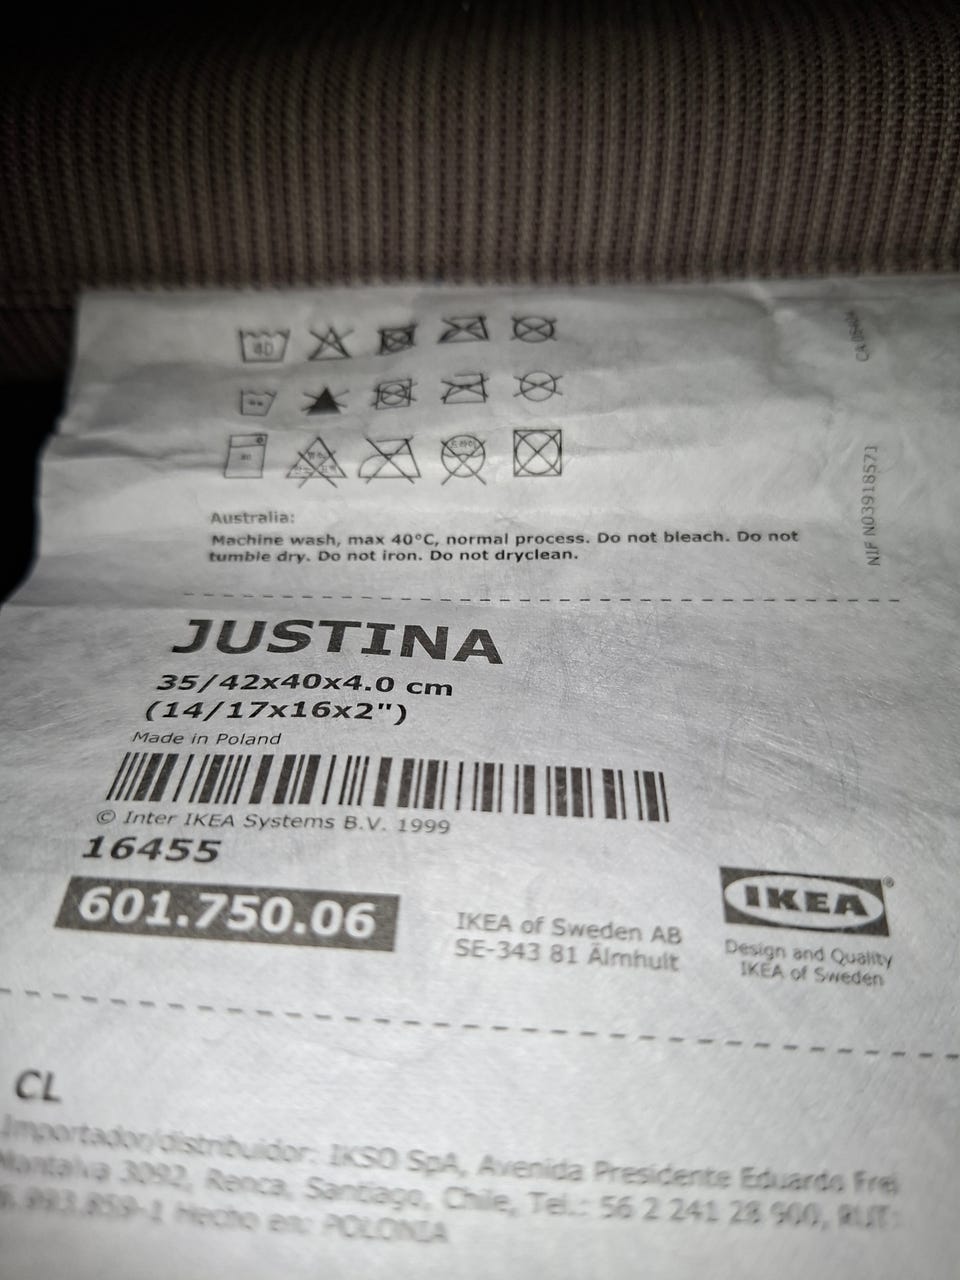 40
Australia:
Machine wash, max 40°C, normal process. Do not bleach. Do not
tumble dry. Do not iron. Do not dryclean.
NIF N03918571
JUSTINA
35/42x40x4.0 cm
(14/17x16x2")
Made in Poland
© Inter IKEA Systems B.V. 1999
16455
601.750.06
IKEA of Sweden AB
SE-343 81 Älmhult
IKEA®
Design and Quality
IKEA of Sweden
CL
Importador/distribuidor: IKSO SpA, Avenida Presidente Eduardo Frei
Montalva 3092, Renca, Santiago, Chile, Tel.: 56 2 241 28 900, RUT:
Hecho en: POLONIA